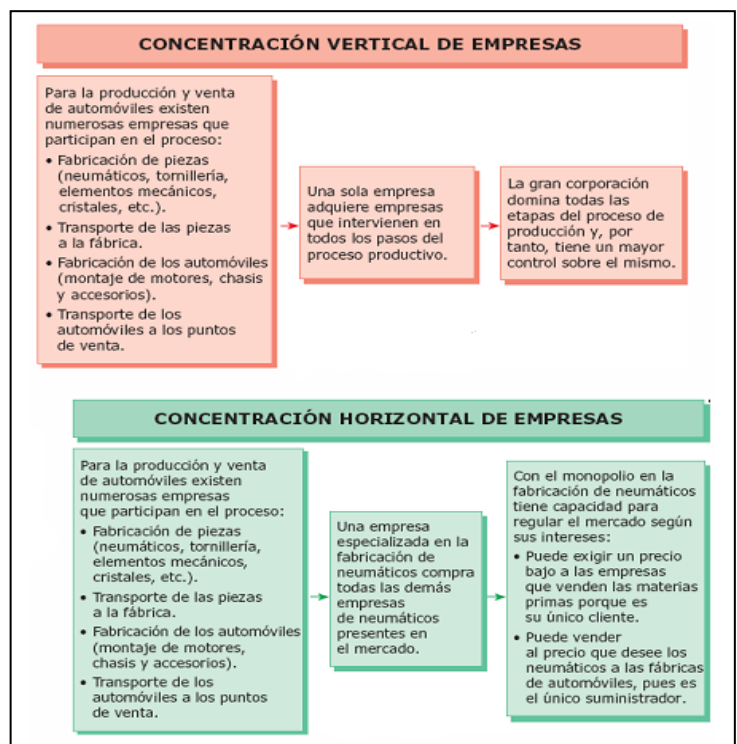 CONCENTRACIÓN VERTICAL DE EMPRESAS
Para la producción y venta
de automóviles existen
numerosas empresas que
participan en el proceso:
• Fabricación de piezas
(neumáticos, tornillería,
elementos mecánicos,
cristales, etc.).
• Transporte de las piezas
a la fábrica.
• Fabricación de los automóviles
(montaje de motores, chasis
y accesorios).
• Transporte de los
automóviles a los puntos
de venta.
Una sola empresa
adquiere empresas
que intervienen en
todos los pasos del
proceso productivo.
La gran corporación
domina todas las
etapas del proceso de
producción y, por
tanto, tiene un mayor
control sobre el mismo.
CONCENTRACIÓN HORIZONTAL DE EMPRESAS
Para la producción y venta
de automóviles existen
numerosas empresas
que participan en el proceso:
• Fabricación de piezas
(neumáticos, tornillería,
elementos mecánicos,
cristales, etc.).
• Transporte de las piezas
a la fábrica.
• Fabricación de los automóviles
(montaje de motores,
chasis y accesorios).
• Transporte de los
automóviles a los puntos
de venta.
Una empresa
especializada en la
fabricación de
neumáticos compra
todas las demás
empresas
de neumáticos
presentes en
el mercado.
Con el monopolio en la
fabricación de neumáticos
tiene capacidad para
regular el mercado según
sus intereses:
• Puede exigir un precio
bajo a las empresas
que venden las materias
primas porque es
su único cliente.
• Puede vender
al precio que desee los
neumáticos a las fábricas
de automóviles, pues es
el único suministrador.